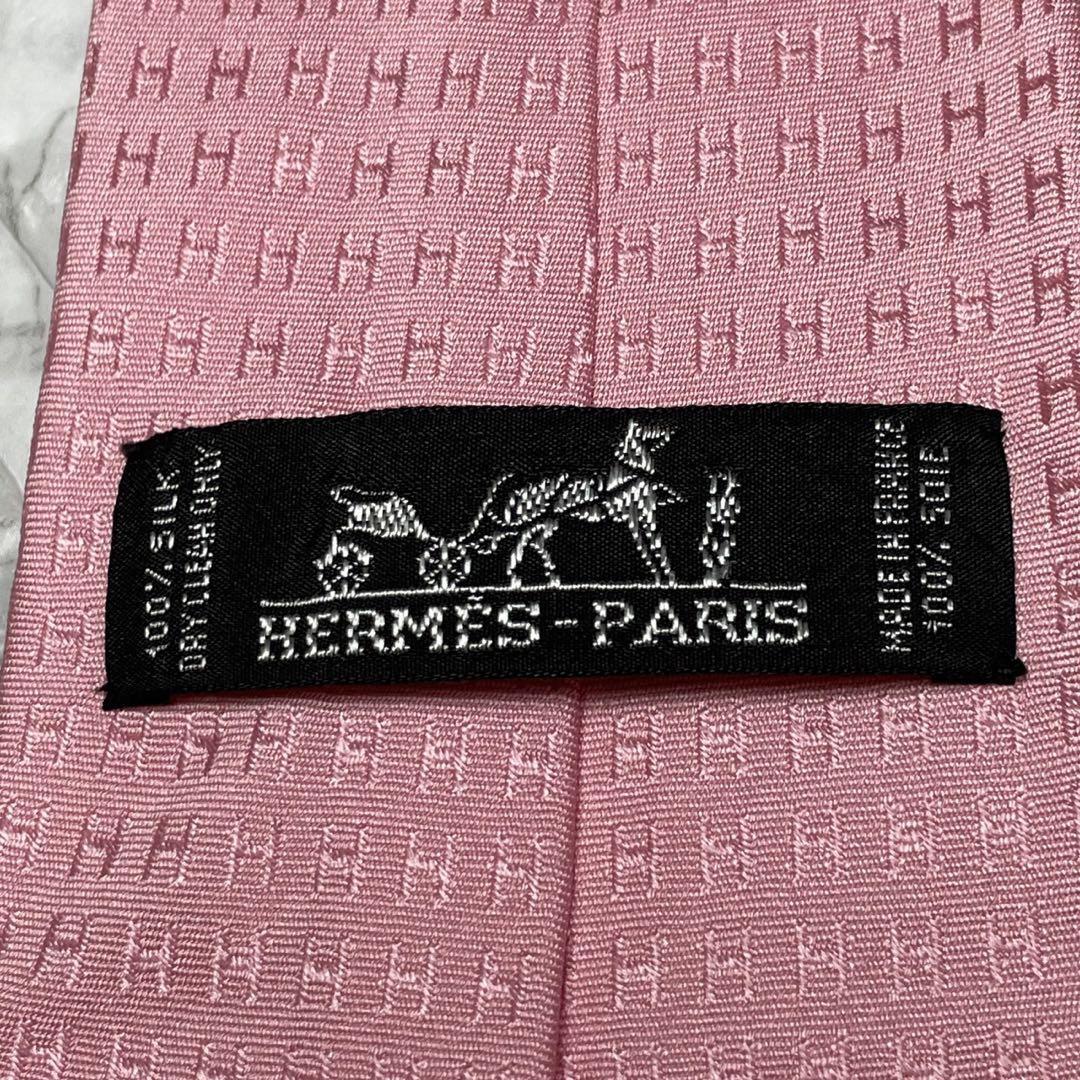 100% SILK
DRY CLEAN ONLY
HERMÈS-PARIS
MADE IN FRANCE
100% SOIE